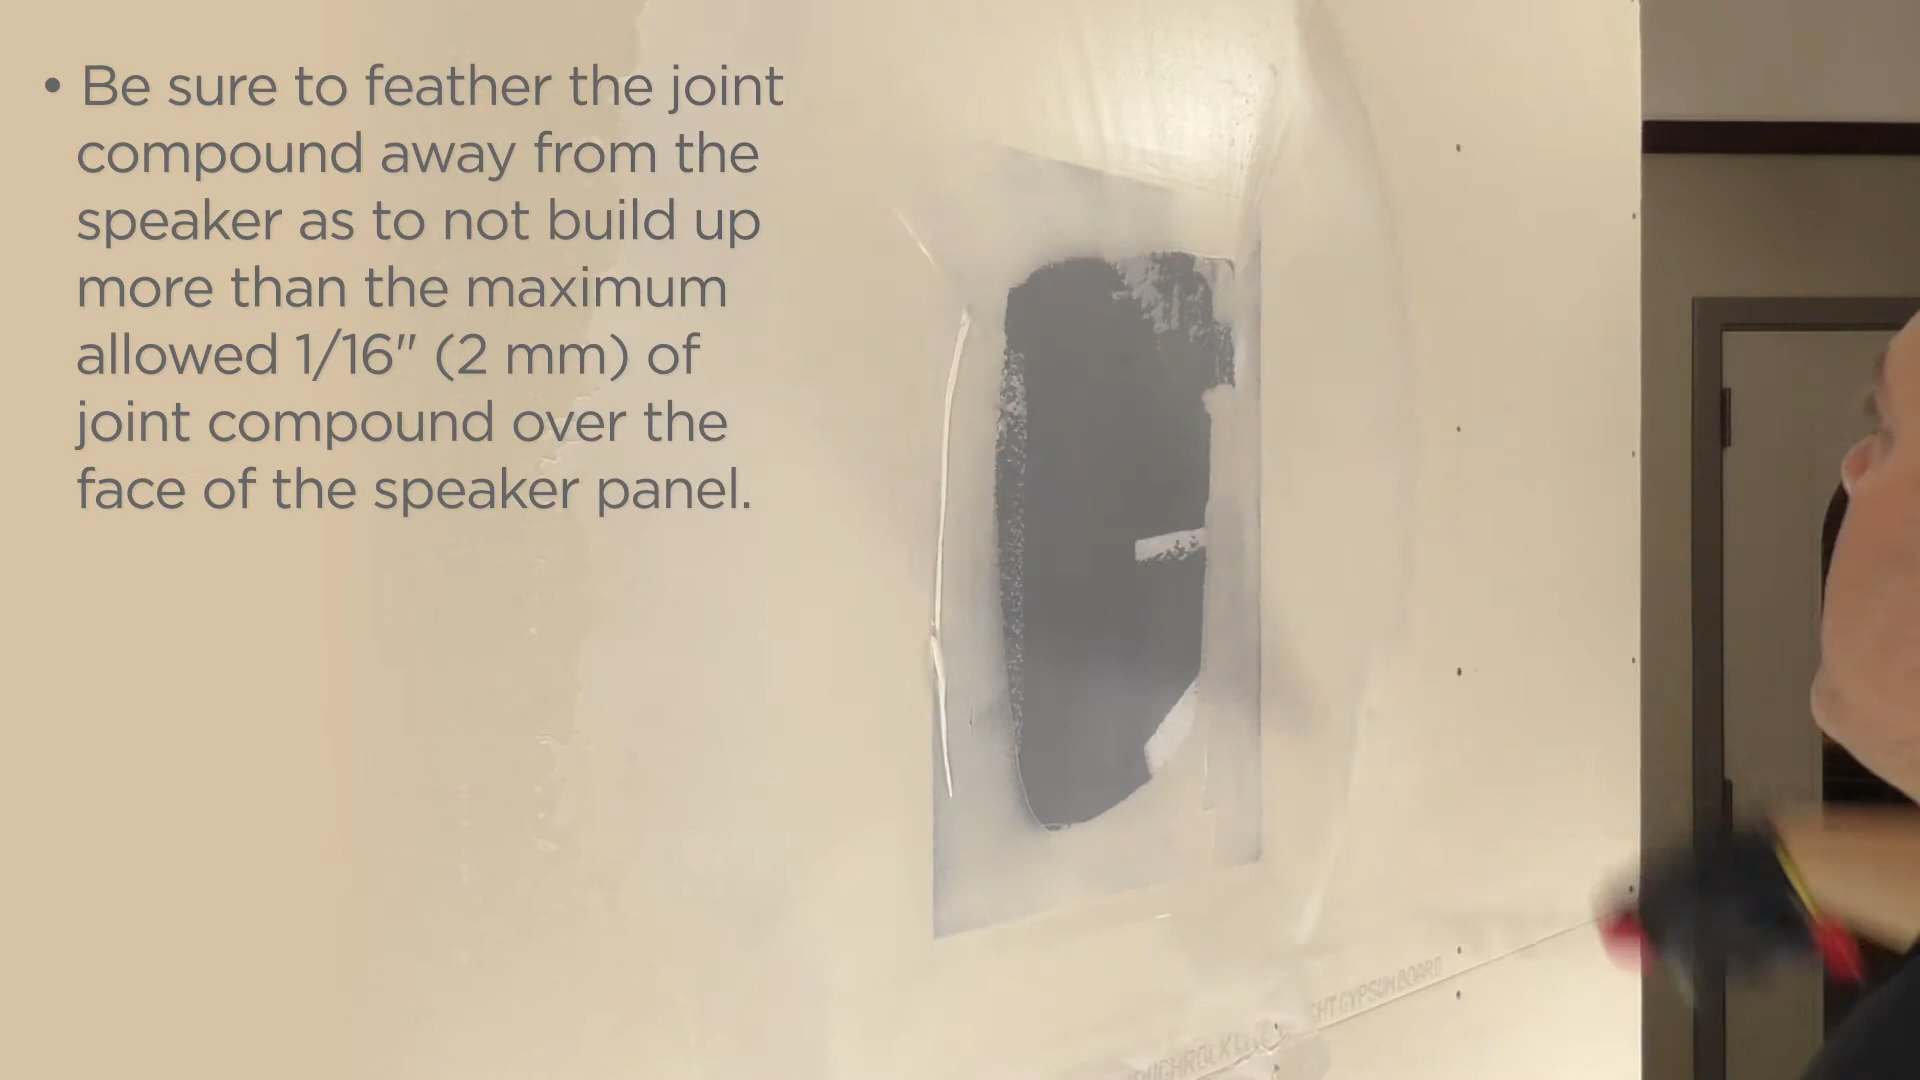 • Be sure to feather the joint
compound away from the
speaker as to not build up
more than the maximum
allowed 1/16" (2 mm) of
joint compound over the
face of the speaker panel.
GYPSUM BOARD